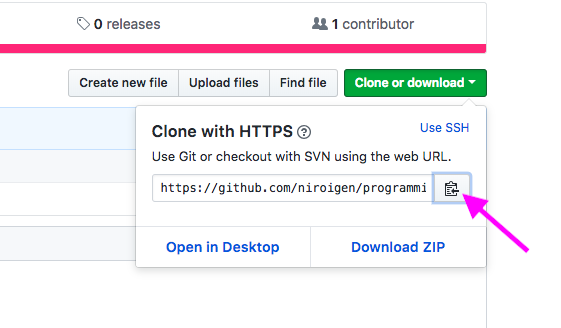 0 releases
1 contributor
Create new file
Upload files
Find file
Clone or download
Clone with HTTPS
Use SSH
Use Git or checkout with SVN using the web URL.
https://github.com/niroigen/programmi
Open in Desktop
Download ZIP